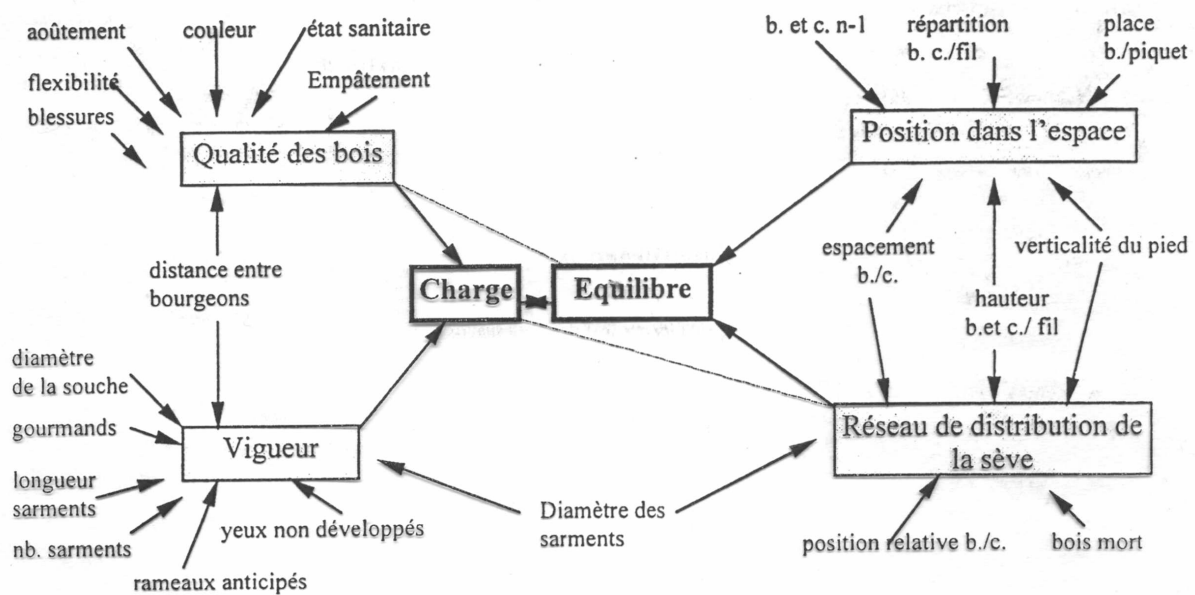 aoûtement
couleur
état sanitaire
flexibilité
blessures
Empâtement
Qualité des bois
b. et c. n-1
répartition
b. c./fil
place
b./piquet
Position dans l'espace
distance entre
bourgeons
Charge
Equilibre
espacement
b./c.
hauteur
b.et c./ fil
verticalité du pied
diamètre
de la souche
gourmands
longueur
sarments
nb. sarments
Vigueur
rameaux anticipés
yeux non développés
Diamètre des
sarments
Réseau de distribution de
la sève
position relative b./c.
bois mort